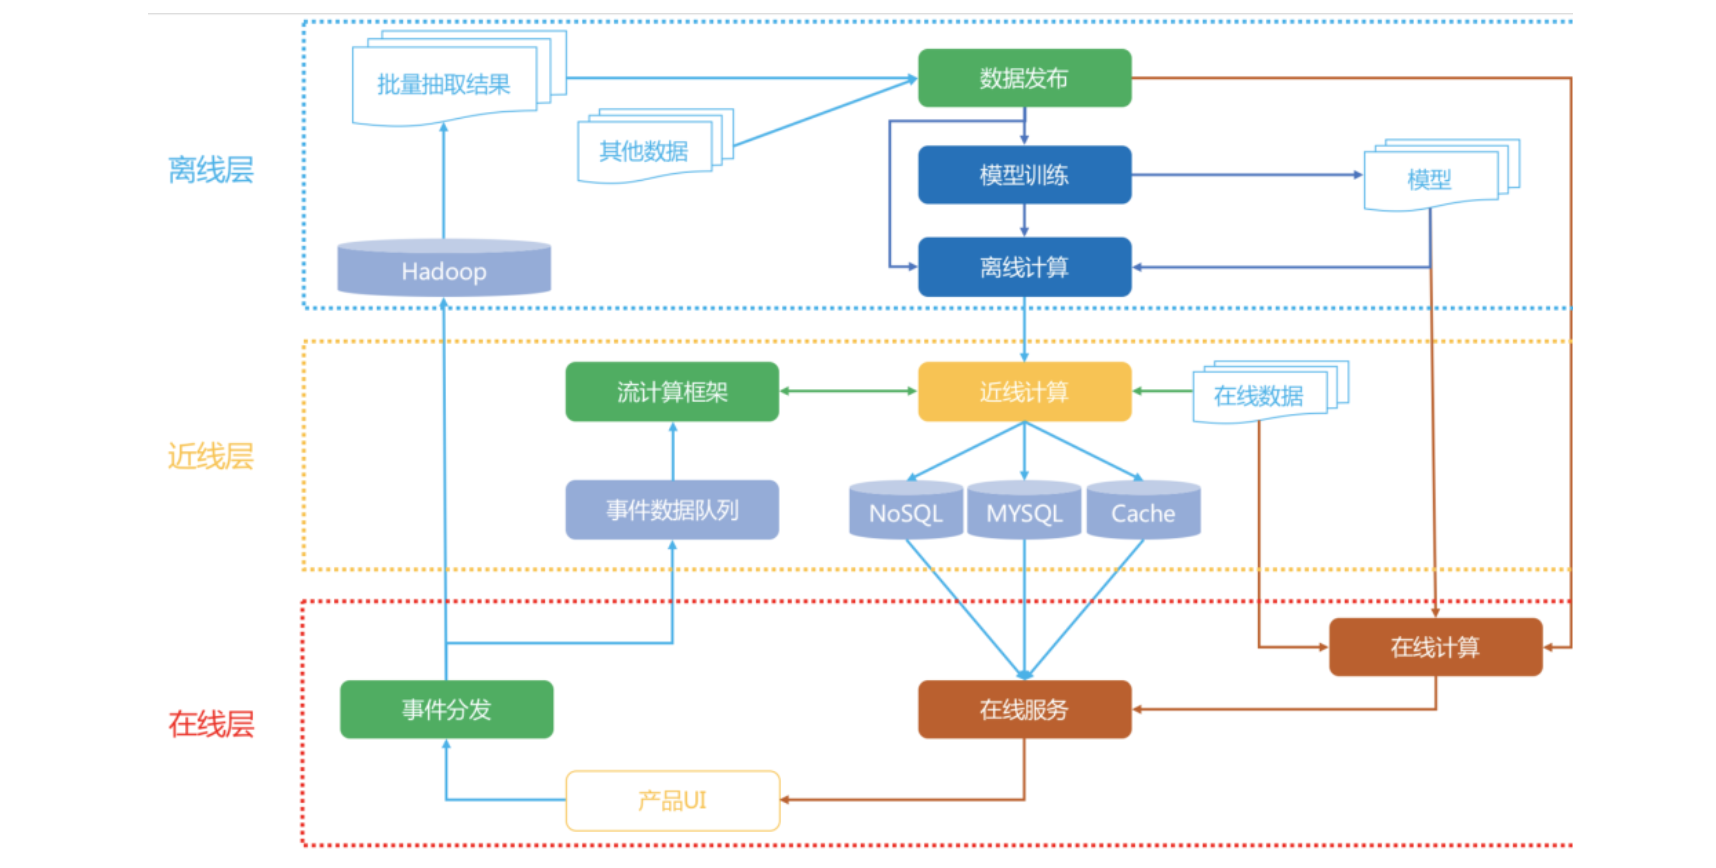 离线层
批量抽取结果
其他数据
数据发布
模型训练
模型
离线计算
Hadoop
近线层
流计算框架
近线计算
在线数据
事件数据队列
NoSQL
MYSQL
Cache
在线层
在线计算
事件分发
在线服务
产品UI